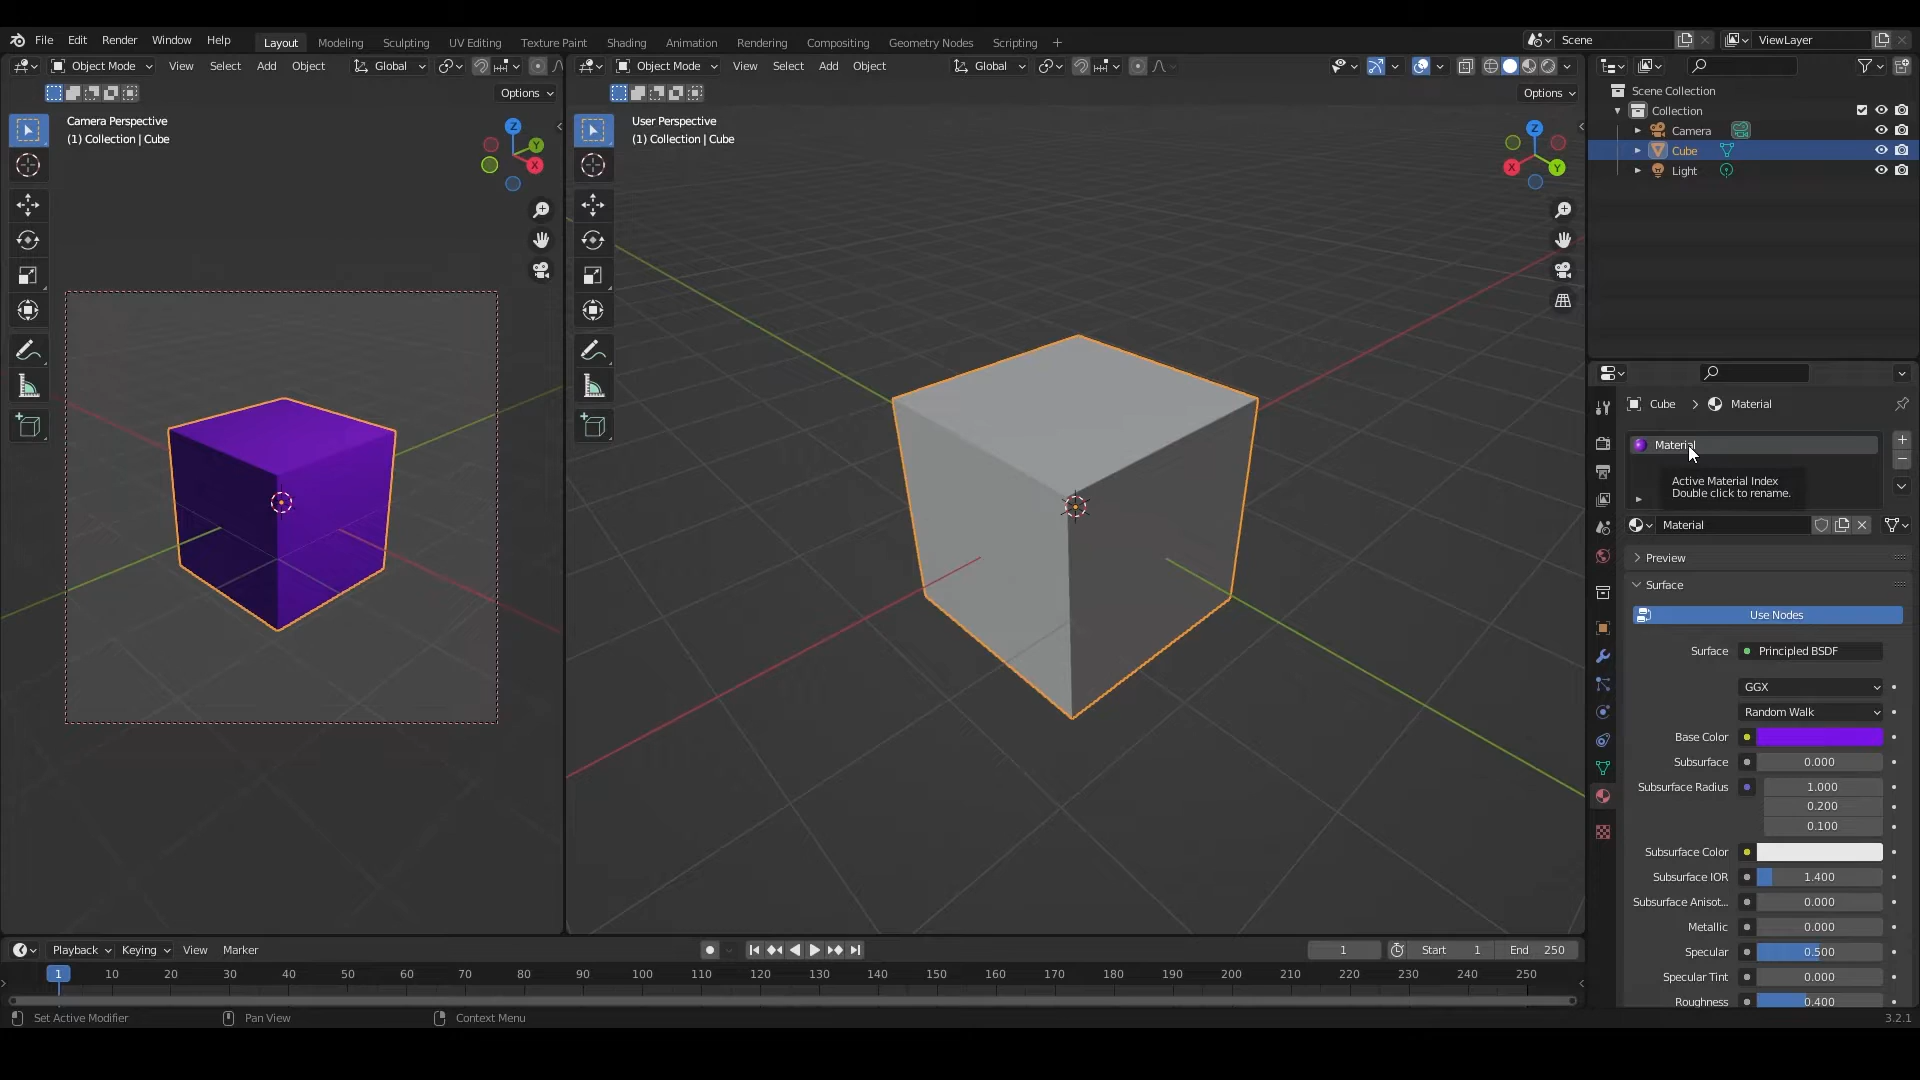 File Edit Render Window Help Layout Modeling Sculpting UV Editing Texture Paint Shading Animation Rendering Compositing Geometry Nodes Scripting + Scene ViewLayer
Object Mode View Select Add Object Global Object Mode View Select Add Object Global
Options Options
Camera Perspective
(1) Collection | Cube
Z
Y
X
User Perspective
(1) Collection | Cube
Z
X
Y
Scene Collection
Collection
Camera
Cube
Light
Cube > Material
Material
Active Material Index
Double click to rename.
Material
Preview
Surface
Use Nodes
Surface Principled BSDF
GGX
Random Walk
Base Color
Subsurface 0.000
Subsurface Radius 1.000
0.200
0.100
Subsurface Color
Subsurface IOR 1.400
Subsurface Anisot... 0.000
Metallic 0.000
Specular 0.500
Specular Tint 0.000
Roughness 0.400
Playback Keying View Marker 1 Start 1 End 250
1 10 20 30 40 50 60 70 80 90 100 110 120 130 140 150 160 170 180 190 200 210 220 230 240 250
Set Active Modifier Pan View Context Menu 3.2.1